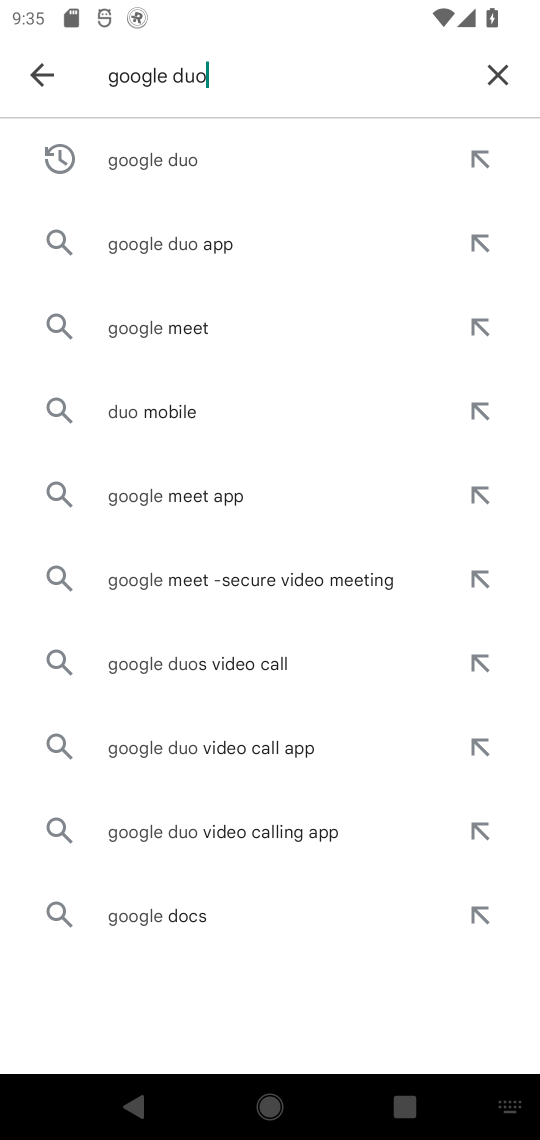 9:35
google duo
google duo
google duo app
google meet
duo mobile
google meet app
google meet -secure video meeting
google duos video call
google duo video call app
google duo video calling app
google docs